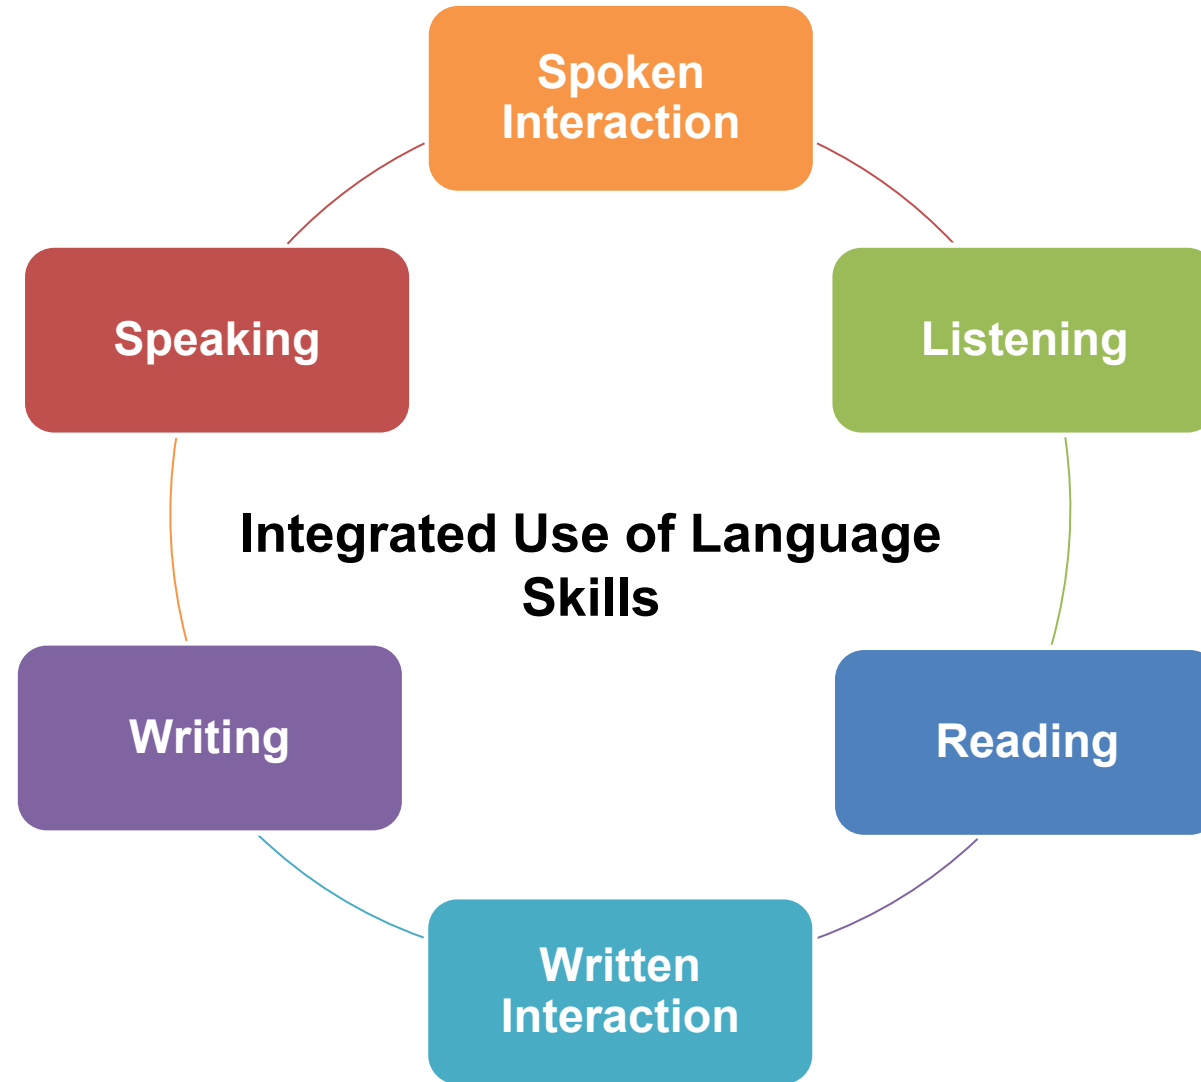 Spoken
Interaction
Speaking
Listening
Integrated Use of Language
Skills
Writing
Reading
Written
Interaction